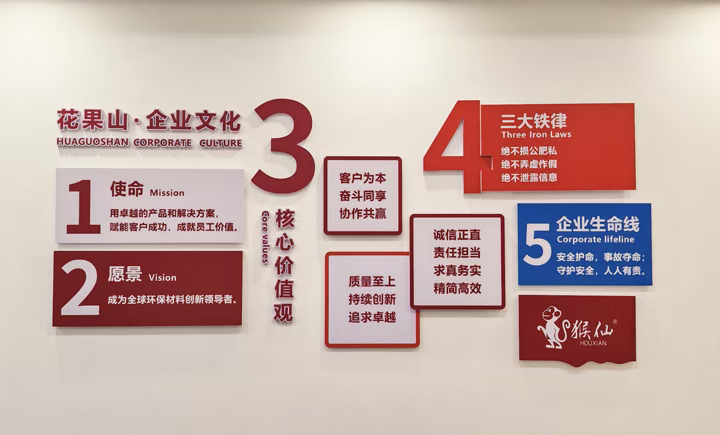 花果山·企业文化
HUAGUOSHAN CORPORATE CULTURE
1
使命 Mission
用卓越的产品和解决方案，
赋能客户成功，成就员工价值。
2
愿景 Vision
成为全球环保材料创新领导者。
3
核心价值观
Core values
客户为本
奋斗同享
协作共赢
诚信正直
责任担当
求真务实
精简高效
质量至上
持续创新
追求卓越
4
三大铁律
Three Iron Laws
绝不损公肥私
绝不弄虚作假
绝不泄露信息
5
企业生命线
Corporate lifeline
安全护命，事故夺命；
守护安全，人人有责。
猴仙®
HOUXIAN